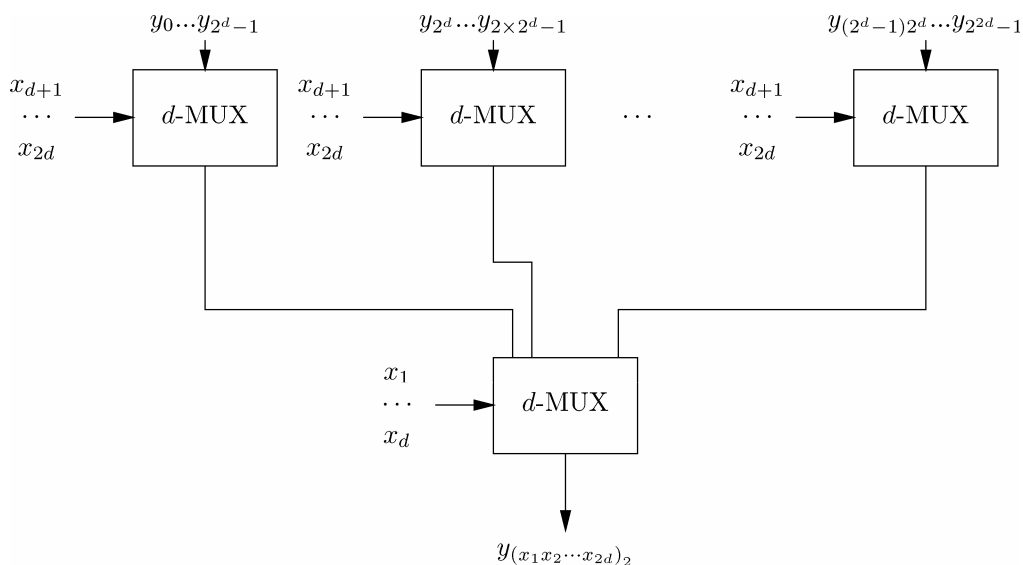 y_0...y_{2^d-1} y_{2^d}...y_{2×2^d-1} y_{(2^d-1)2^d}...y_{2^{2d}-1}
x_{d+1} x_{d+1} x_{d+1}
... d-MUX ... d-MUX ... ... d-MUX
x_{2d} x_{2d} x_{2d}
x_1
... d-MUX
x_d
y_{(x_1x_2⋯x_{2d})_2}